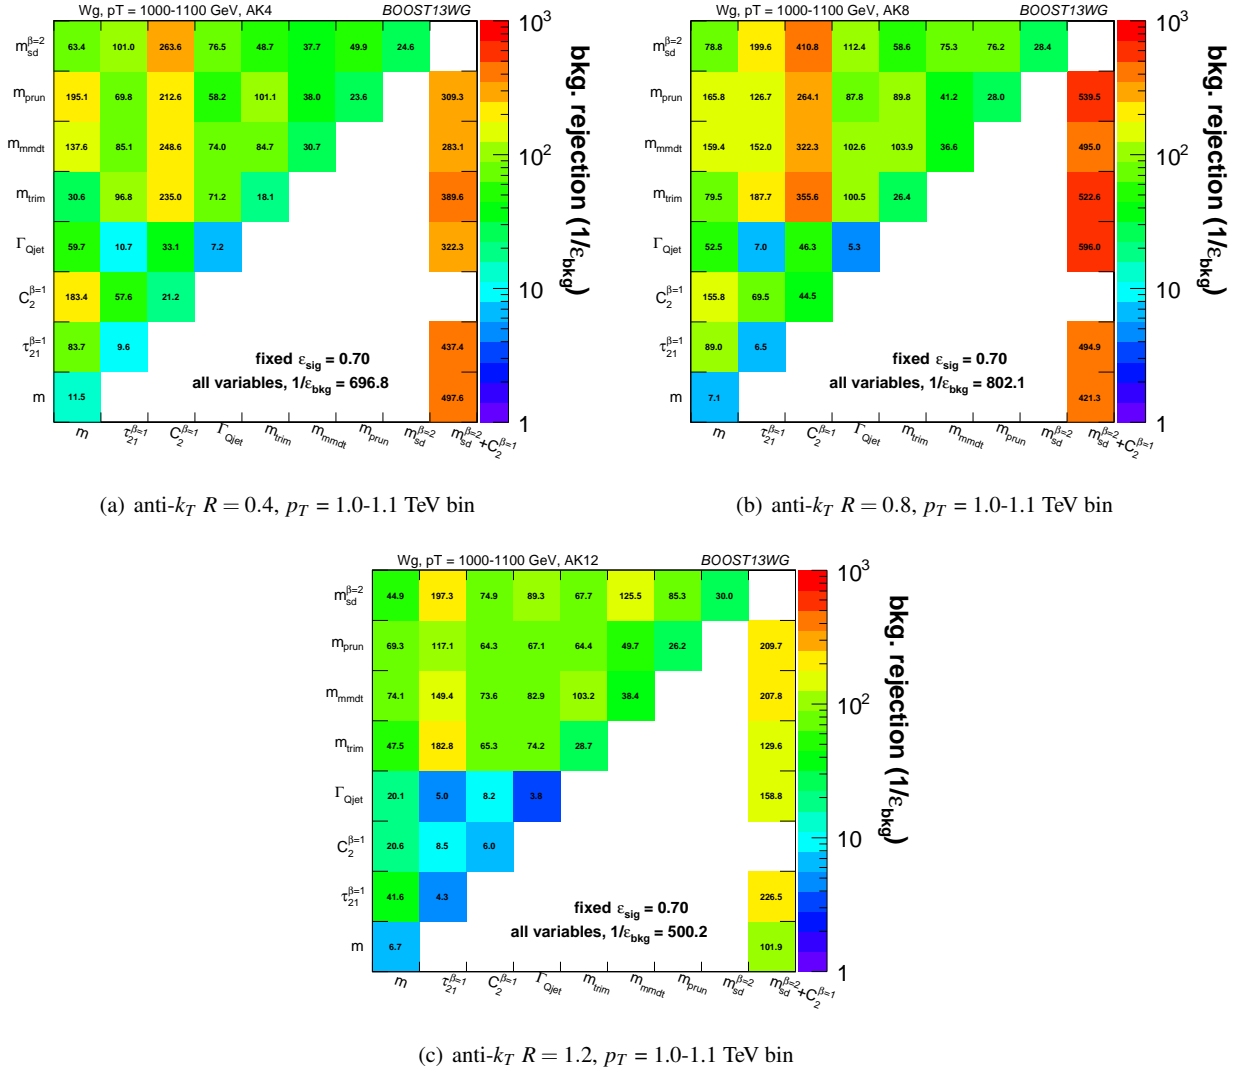 Wg, pT = 1000-1100 GeV, AK4 BOOST13WG
m_sd^β=2 63.4 101.0 263.6 76.5 48.7 37.7 49.9 24.6
m_prun 195.1 69.8 212.6 58.2 101.1 38.0 23.6 309.3
m_mmdt 137.6 85.1 248.6 74.0 84.7 30.7 283.1
m_trim 30.6 96.8 235.0 71.2 18.1 389.6
Γ_Qjet 59.7 10.7 33.1 7.2 322.3
C_2^β=1 183.4 57.6 21.2
τ_21^β=1 83.7 9.6 437.4
m 11.5 497.6
fixed ε_sig = 0.70
all variables, 1/ε_bkg = 696.8
m τ_21^β=1 C_2^β=1 Γ_Qjet m_trim m_mmdt m_prun m_sd^β=2 m_sd^β=2+C_2^β=1
10^3
10^2
10
1
bkg. rejection (1/ε_bkg)
(a) anti-k_T R = 0.4, p_T = 1.0-1.1 TeV bin
Wg, pT = 1000-1100 GeV, AK8 BOOST13WG
m_sd^β=2 78.8 199.6 410.8 112.4 58.6 75.3 76.2 28.4
m_prun 165.8 126.7 264.1 87.8 89.8 41.2 28.0 539.5
m_mmdt 159.4 152.0 322.3 102.6 103.9 36.6 495.0
m_trim 79.5 187.7 355.6 100.5 26.4 522.6
Γ_Qjet 52.5 7.0 46.3 5.3 596.0
C_2^β=1 155.8 69.5 44.5
τ_21^β=1 89.0 6.5 494.9
m 7.1 421.3
fixed ε_sig = 0.70
all variables, 1/ε_bkg = 802.1
m τ_21^β=1 C_2^β=1 Γ_Qjet m_trim m_mmdt m_prun m_sd^β=2 m_sd^β=2+C_2^β=1
10^3
10^2
10
1
bkg. rejection (1/ε_bkg)
(b) anti-k_T R = 0.8, p_T = 1.0-1.1 TeV bin
Wg, pT = 1000-1100 GeV, AK12 BOOST13WG
m_sd^β=2 44.9 197.3 74.9 89.3 67.7 125.5 85.3 30.0
m_prun 69.3 117.1 64.3 67.1 64.4 49.7 26.2 209.7
m_mmdt 74.1 149.4 73.6 82.9 103.2 38.4 207.8
m_trim 47.5 182.8 65.3 74.2 28.7 129.6
Γ_Qjet 20.1 5.0 8.2 3.8 158.8
C_2^β=1 20.6 8.5 6.0
τ_21^β=1 41.6 4.3 226.5
m 6.7 101.9
fixed ε_sig = 0.70
all variables, 1/ε_bkg = 500.2
m τ_21^β=1 C_2^β=1 Γ_Qjet m_trim m_mmdt m_prun m_sd^β=2 m_sd^β=2+C_2^β=1
10^3
10^2
10
1
bkg. rejection (1/ε_bkg)
(c) anti-k_T R = 1.2, p_T = 1.0-1.1 TeV bin